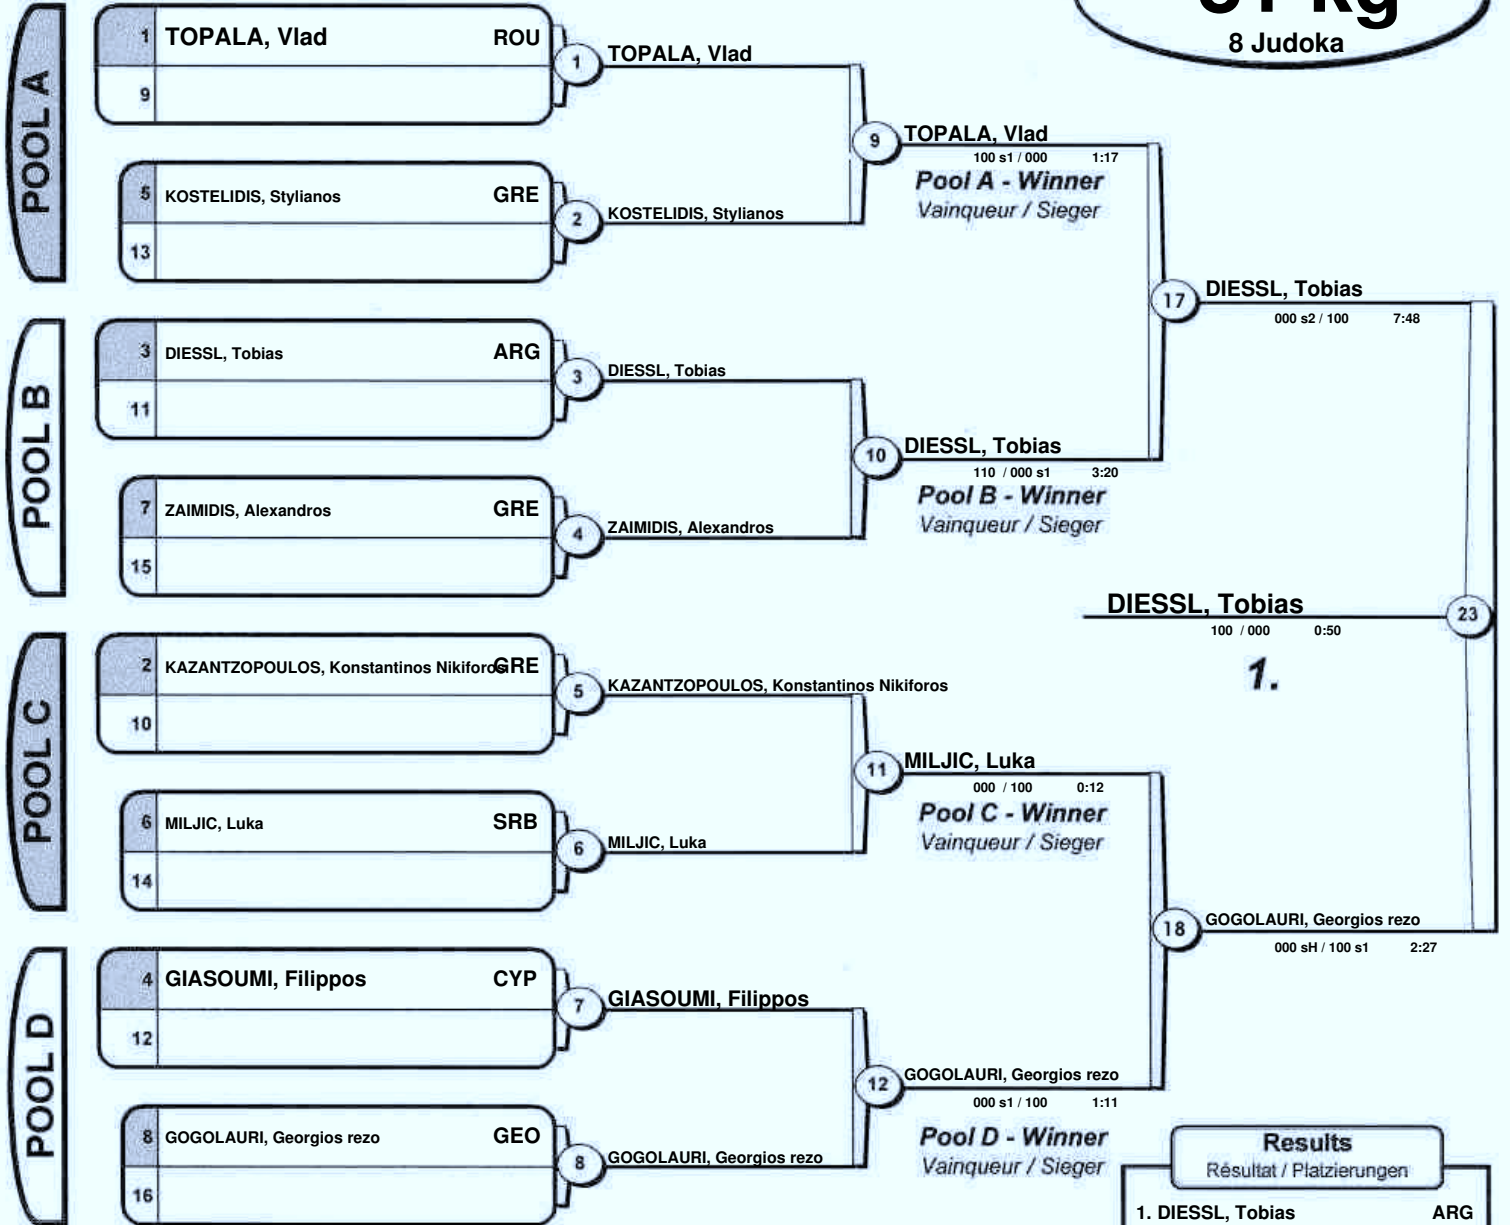 8 Judoka
POOL A
1 TOPALA, Vlad ROU
9
1 TOPALA, Vlad
5 KOSTELIDIS, Stylianos GRE
13
2 KOSTELIDIS, Stylianos
9 TOPALA, Vlad
100 s1 / 000 1:17
Pool A - Winner
Vainqueur / Sieger
POOL B
3 DIESSL, Tobias ARG
11
3 DIESSL, Tobias
7 ZAIMIDIS, Alexandros GRE
15
4 ZAIMIDIS, Alexandros
10 DIESSL, Tobias
110 / 000 s1 3:20
Pool B - Winner
Vainqueur / Sieger
17 DIESSL, Tobias
000 s2 / 100 7:48
POOL C
2 KAZANTZOPOULOS, Konstantinos Nikiforos GRE
10
5 KAZANTZOPOULOS, Konstantinos Nikiforos
6 MILJIC, Luka SRB
14
6 MILJIC, Luka
11 MILJIC, Luka
000 / 100 0:12
Pool C - Winner
Vainqueur / Sieger
POOL D
4 GIASOUMI, Filippos CYP
12
7 GIASOUMI, Filippos
8 GOGOLAURI, Georgios rezo GEO
16
8 GOGOLAURI, Georgios rezo
12 GOGOLAURI, Georgios rezo
000 s1 / 100 1:11
Pool D - Winner
Vainqueur / Sieger
18 GOGOLAURI, Georgios rezo
000 sH / 100 s1 2:27
DIESSL, Tobias 23
100 / 000 0:50
1.
Results
Résultat / Platzierungen
1. DIESSL, Tobias ARG